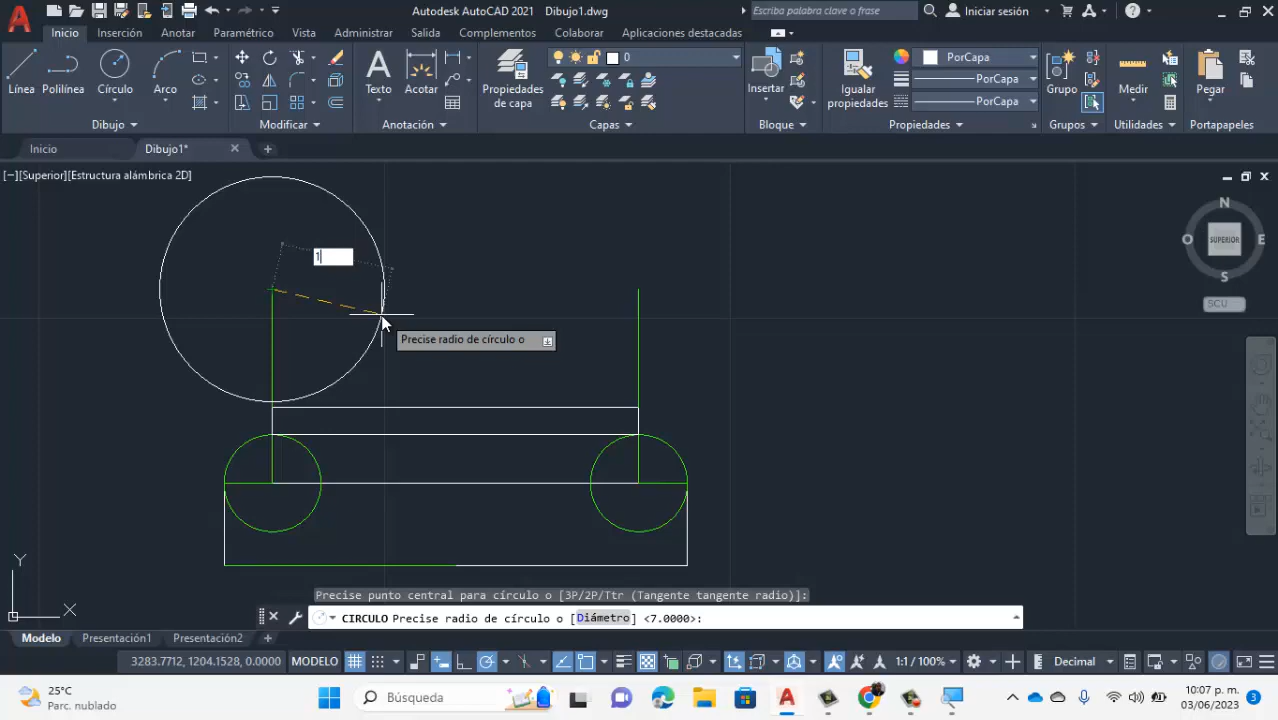 Autodesk AutoCAD 2021 Dibujo1.dwg
Escriba palabra clave o frase
Iniciar sesión
Inicio Inserción Anotar Paramétrico Vista Administrar Salida Complementos Colaborar Aplicaciones destacadas
Línea Polilínea Círculo Arco
Texto Acotar
Propiedades de capa
0
Insertar
Igualar propiedades
PorCapa
PorCapa
PorCapa
Grupo
Medir
Pegar
Dibujo Modificar Anotación Capas Bloque Propiedades Grupos Utilidades Portapapeles
Inicio Dibujo1*
[−][Superior][Estructura alámbrica 2D]
N
O SUPERIOR E
S
SCU
1
Precise radio de círculo o
Y
X
Precise punto central para círculo o [3P/2P/Ttr (Tangente tangente radio)]:
CIRCULO Precise radio de círculo o [Diámetro] <7.0000>:
Modelo Presentación1 Presentación2
3283.7712, 1204.1528, 0.0000 MODELO 1:1 / 100% Decimal
25°C
Parc. nublado
Búsqueda
10:07 p. m.
03/06/2023
3